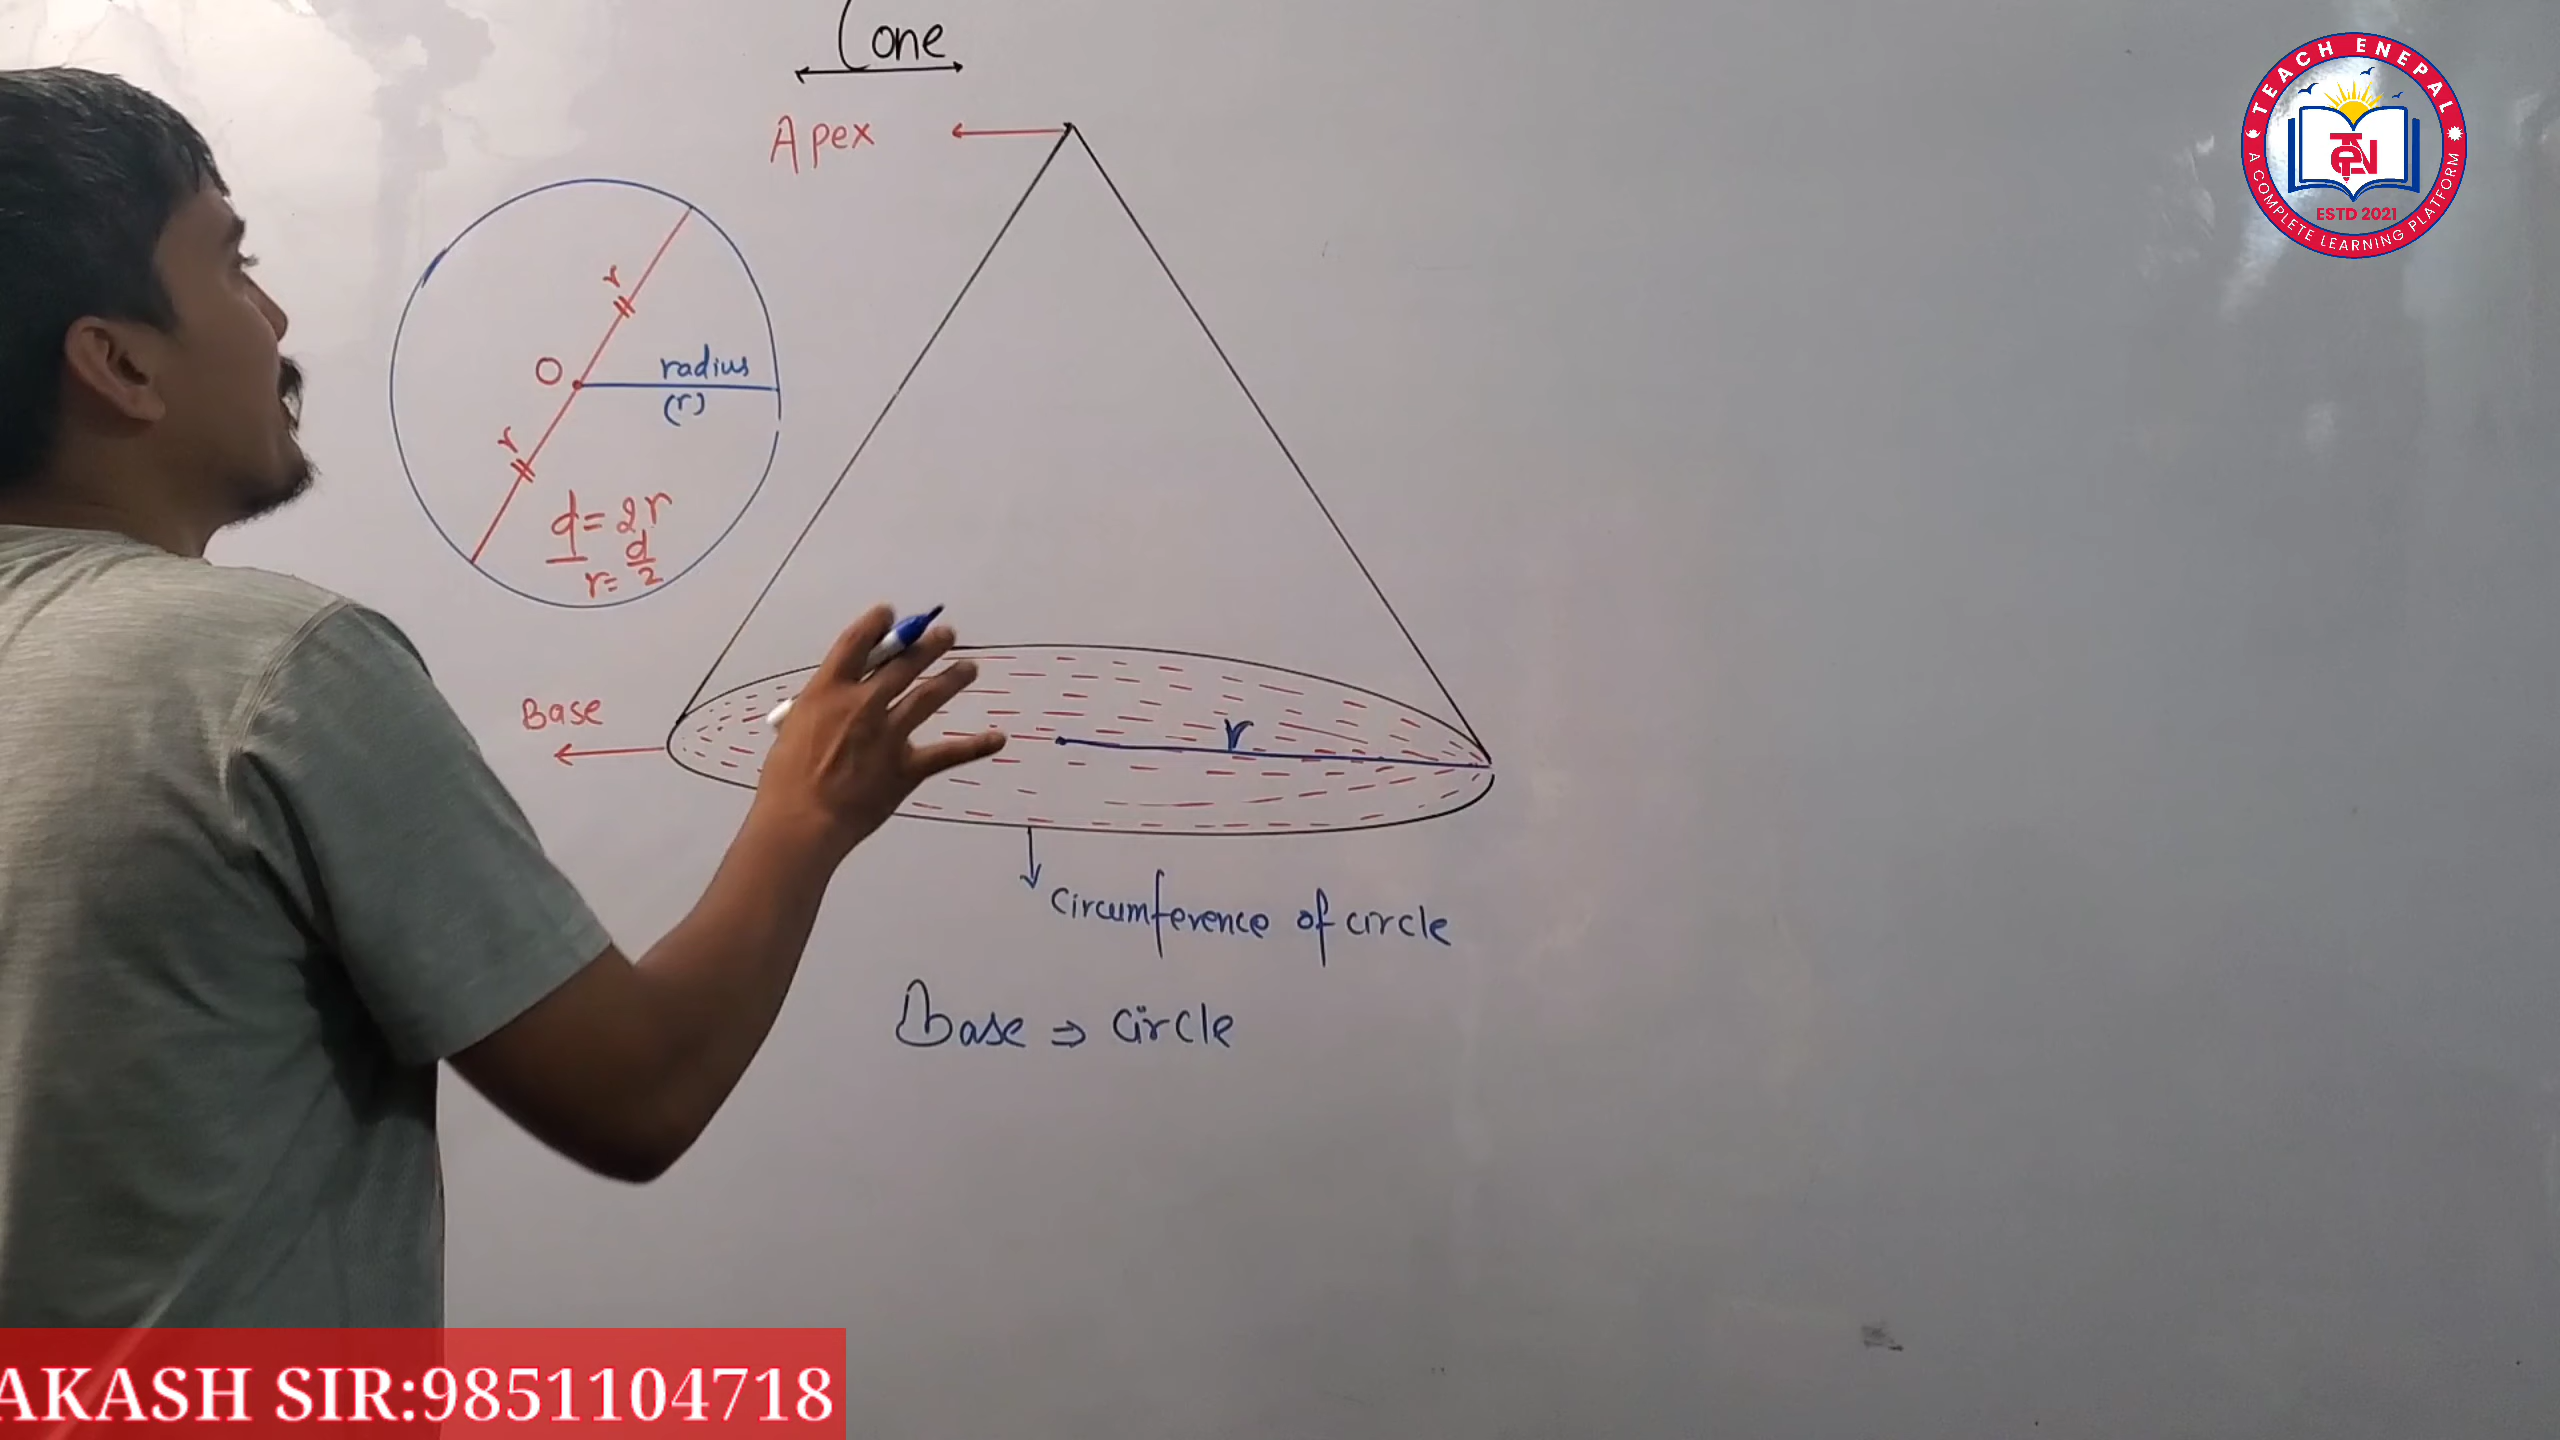 Cone
Apex
r
O
radius
(r)
r
d = 2r
r = d/2
Base
r
circumference of circle
Base ⇒ circle
TEACH ENEPAL
TEN
ESTD 2021
A COMPLETE LEARNING PLATFORM
AKASH SIR:9851104718